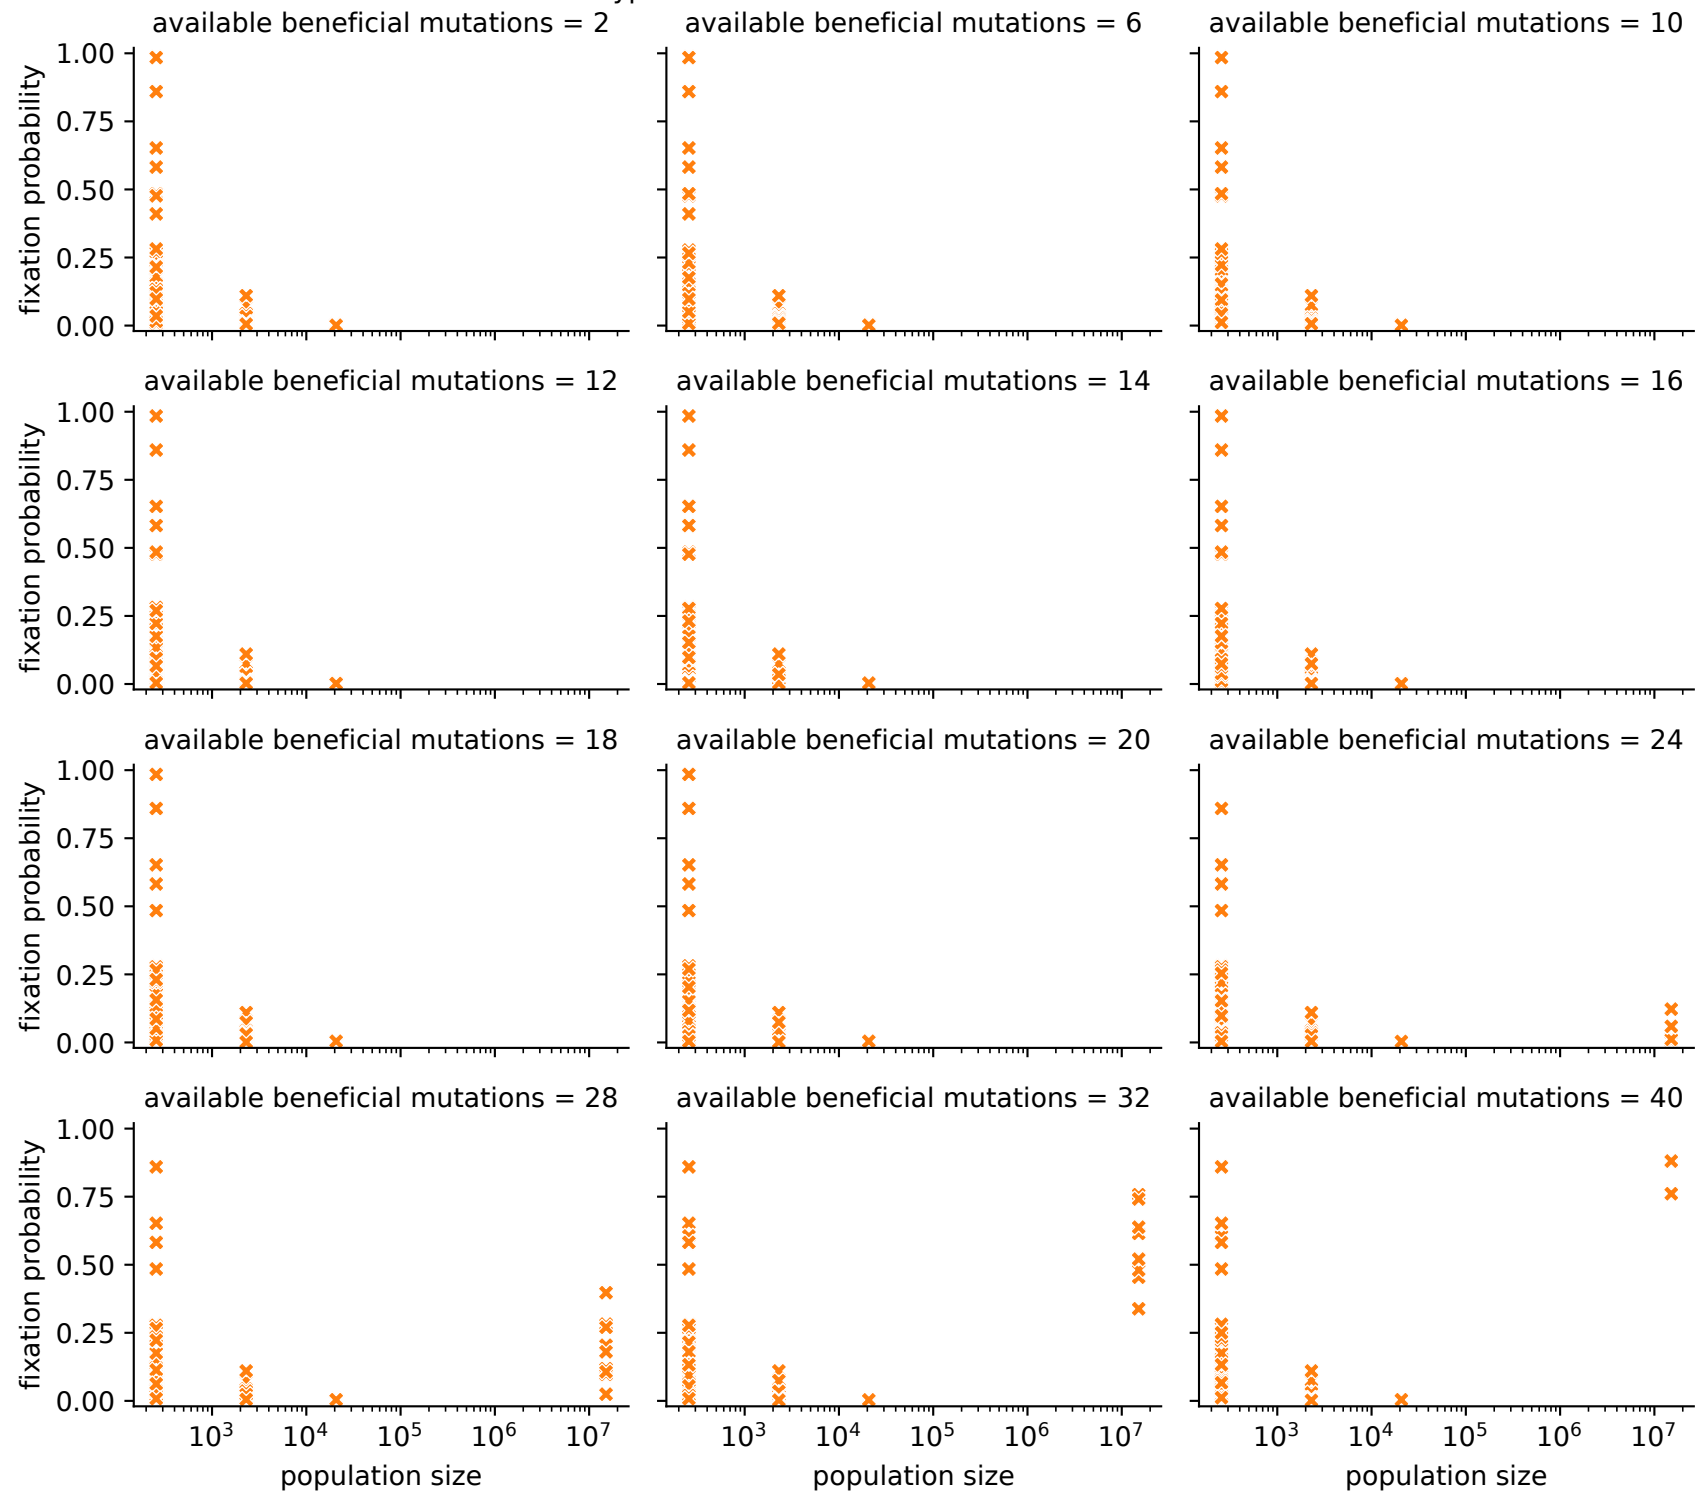 available beneficial mutations = 2
available beneficial mutations = 6
available beneficial mutations = 10
fixation probability
1.00
0.75
0.50
0.25
0.00
available beneficial mutations = 12
available beneficial mutations = 14
available beneficial mutations = 16
fixation probability
1.00
0.75
0.50
0.25
0.00
available beneficial mutations = 18
available beneficial mutations = 20
available beneficial mutations = 24
fixation probability
1.00
0.75
0.50
0.25
0.00
available beneficial mutations = 28
available beneficial mutations = 32
available beneficial mutations = 40
fixation probability
1.00
0.75
0.50
0.25
0.00
10³ 10⁴ 10⁵ 10⁶ 10⁷
10³ 10⁴ 10⁵ 10⁶ 10⁷
10³ 10⁴ 10⁵ 10⁶ 10⁷
population size
population size
population size